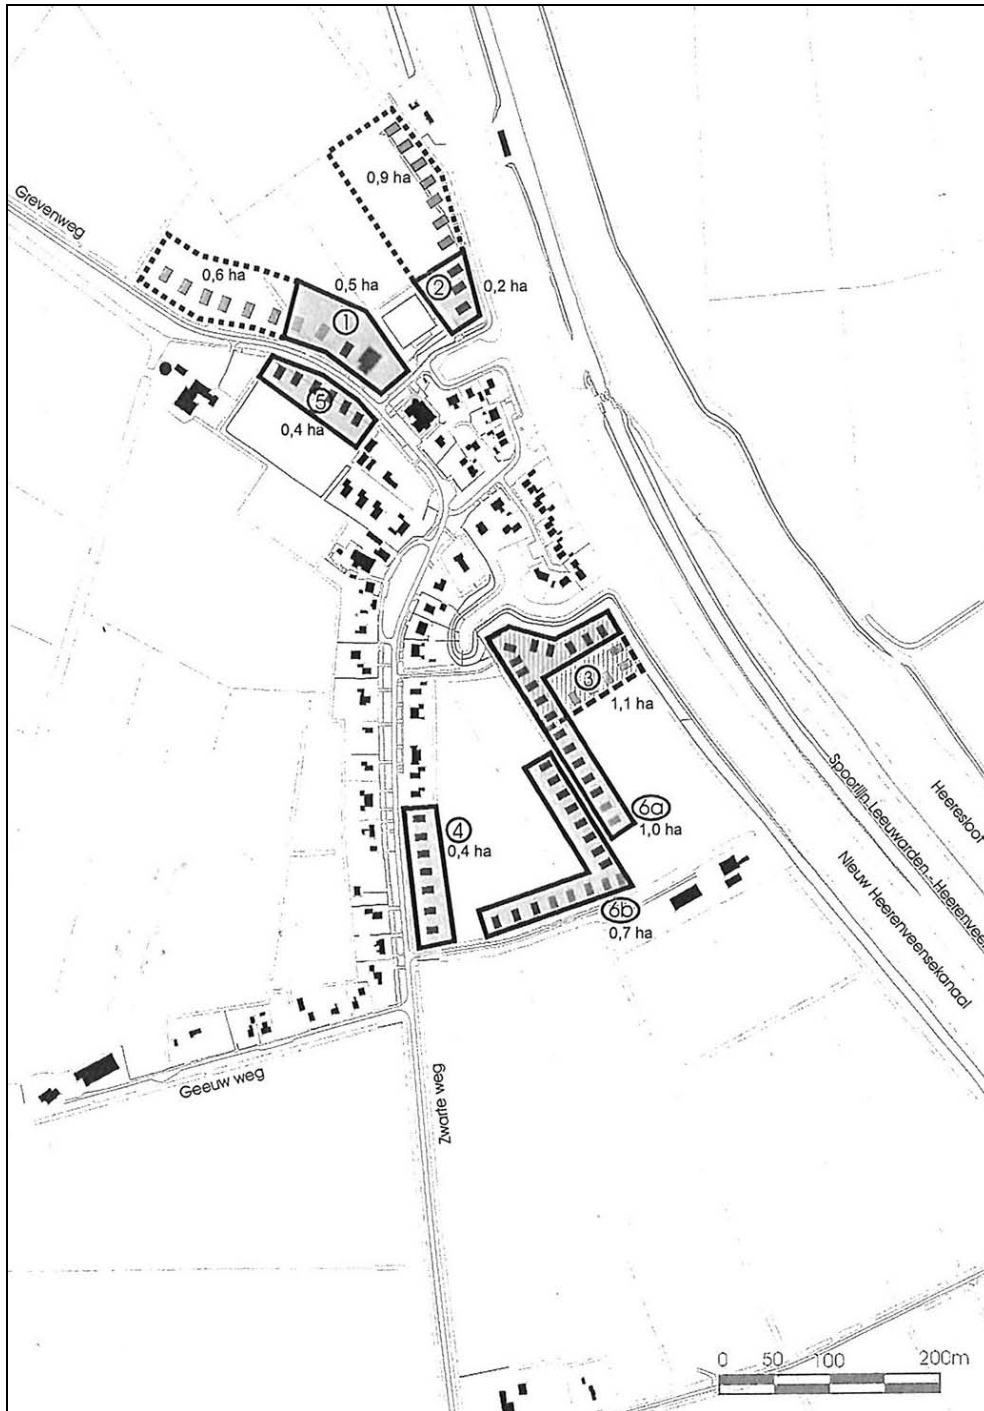 0,9 ha
Grevenweg
0,6 ha
0,5 ha
2
0,2 ha
1
5
0,4 ha
3
1,1 ha
Spoorlijn Leeuwarden -Heerenveen
Heeresloot
6a
1,0 ha
4
0,4 ha
Nieuw Heerenveensekanaal
6b
0,7 ha
Geeuw weg
Zwarte weg
0 50 100 200m